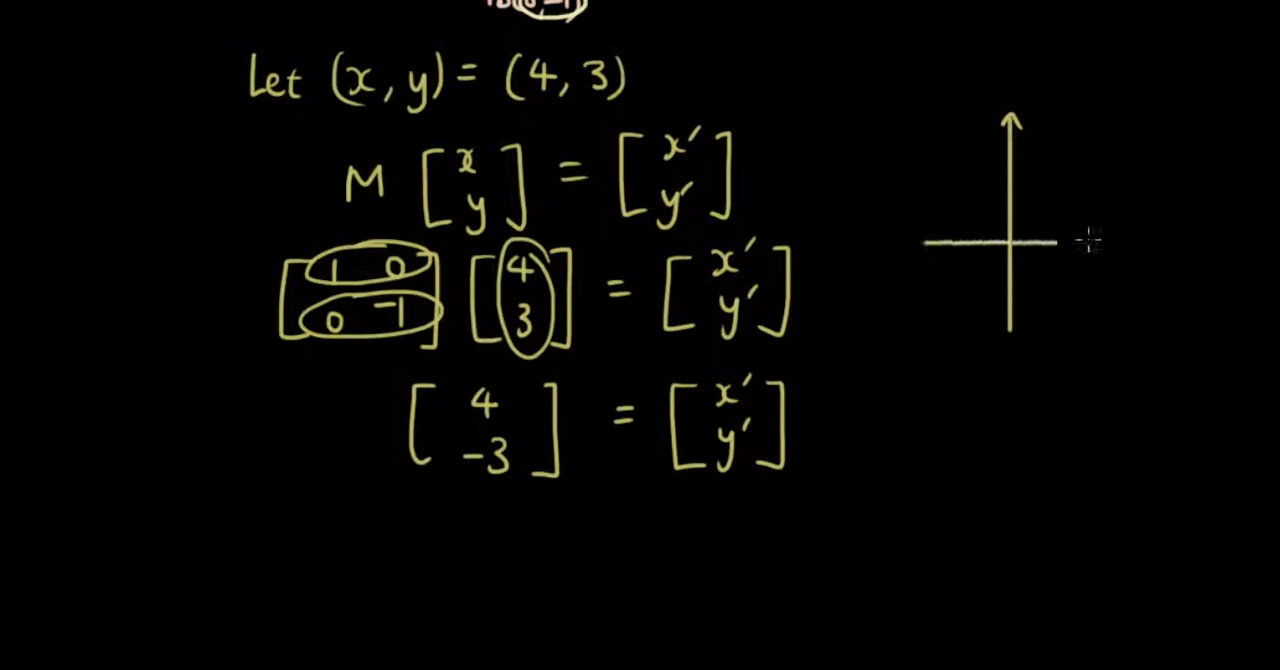 Let (x, y) = (4, 3)
M [x y] = [x′ y′]
[1 0 0 -1] [4 3] = [x′ y′]
[4 -3] = [x′ y′]